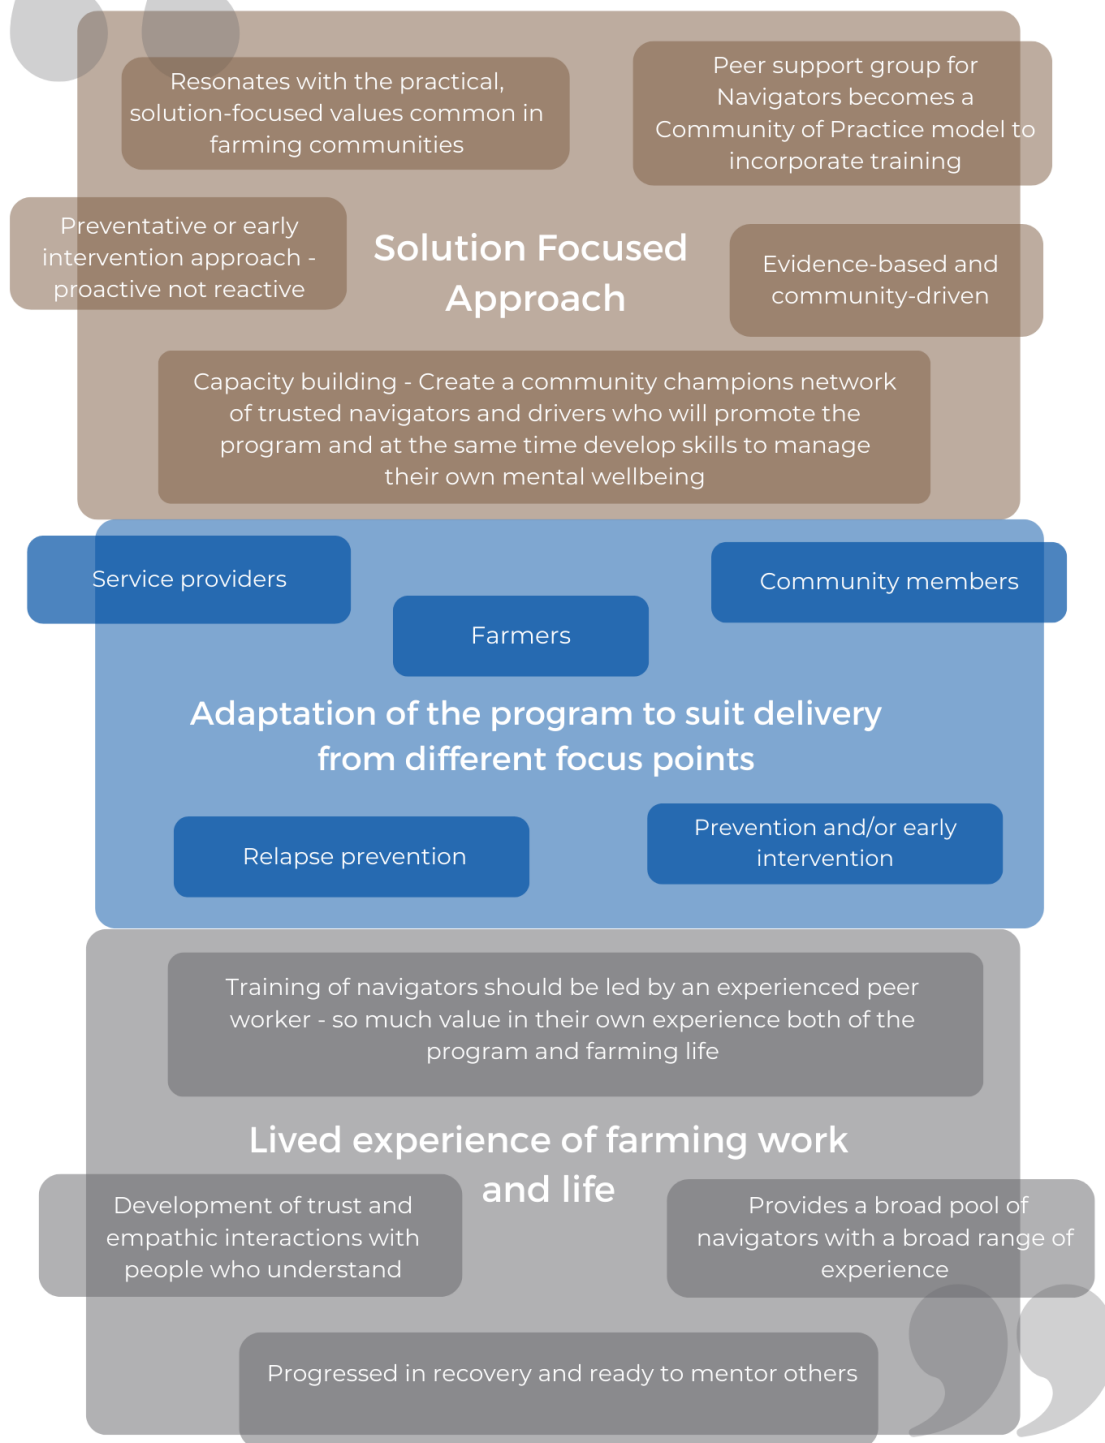 Resonates with the practical,
solution-focused values common in
farming communities
Peer support group for
Navigators becomes a
Community of Practice model to
incorporate training
Preventative or early
intervention approach -
proactive not reactive
Solution Focused
Approach
Evidence-based and
community-driven
Capacity building - Create a community champions network
of trusted navigators and drivers who will promote the
program and at the same time develop skills to manage
their own mental wellbeing
Service providers
Community members
Farmers
Adaptation of the program to suit delivery
from different focus points
Relapse prevention
Prevention and/or early
intervention
Training of navigators should be led by an experienced peer
worker - so much value in their own experience both of the
program and farming life
Lived experience of farming work
and life
Development of trust and
empathic interactions with
people who understand
Provides a broad pool of
navigators with a broad range of
experience
Progressed in recovery and ready to mentor others